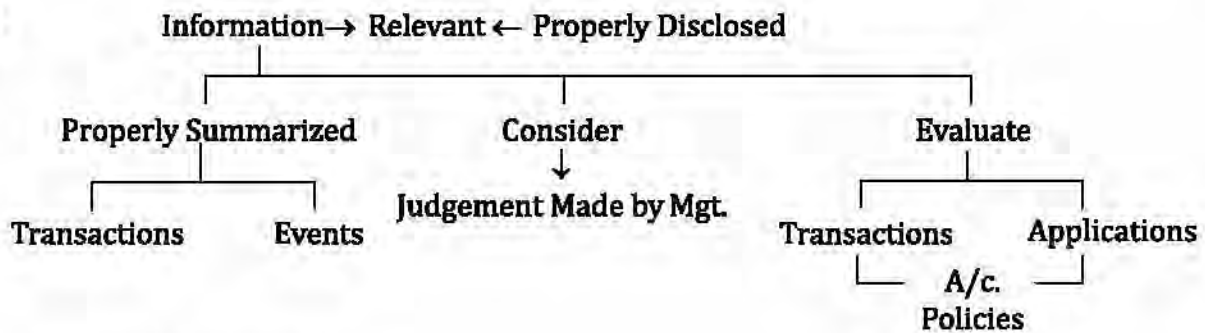 Information→ Relevant ← Properly Disclosed
Properly Summarized Consider Evaluate
↓
Judgement Made by Mgt.
Transactions Events Transactions Applications
A/c.
Policies